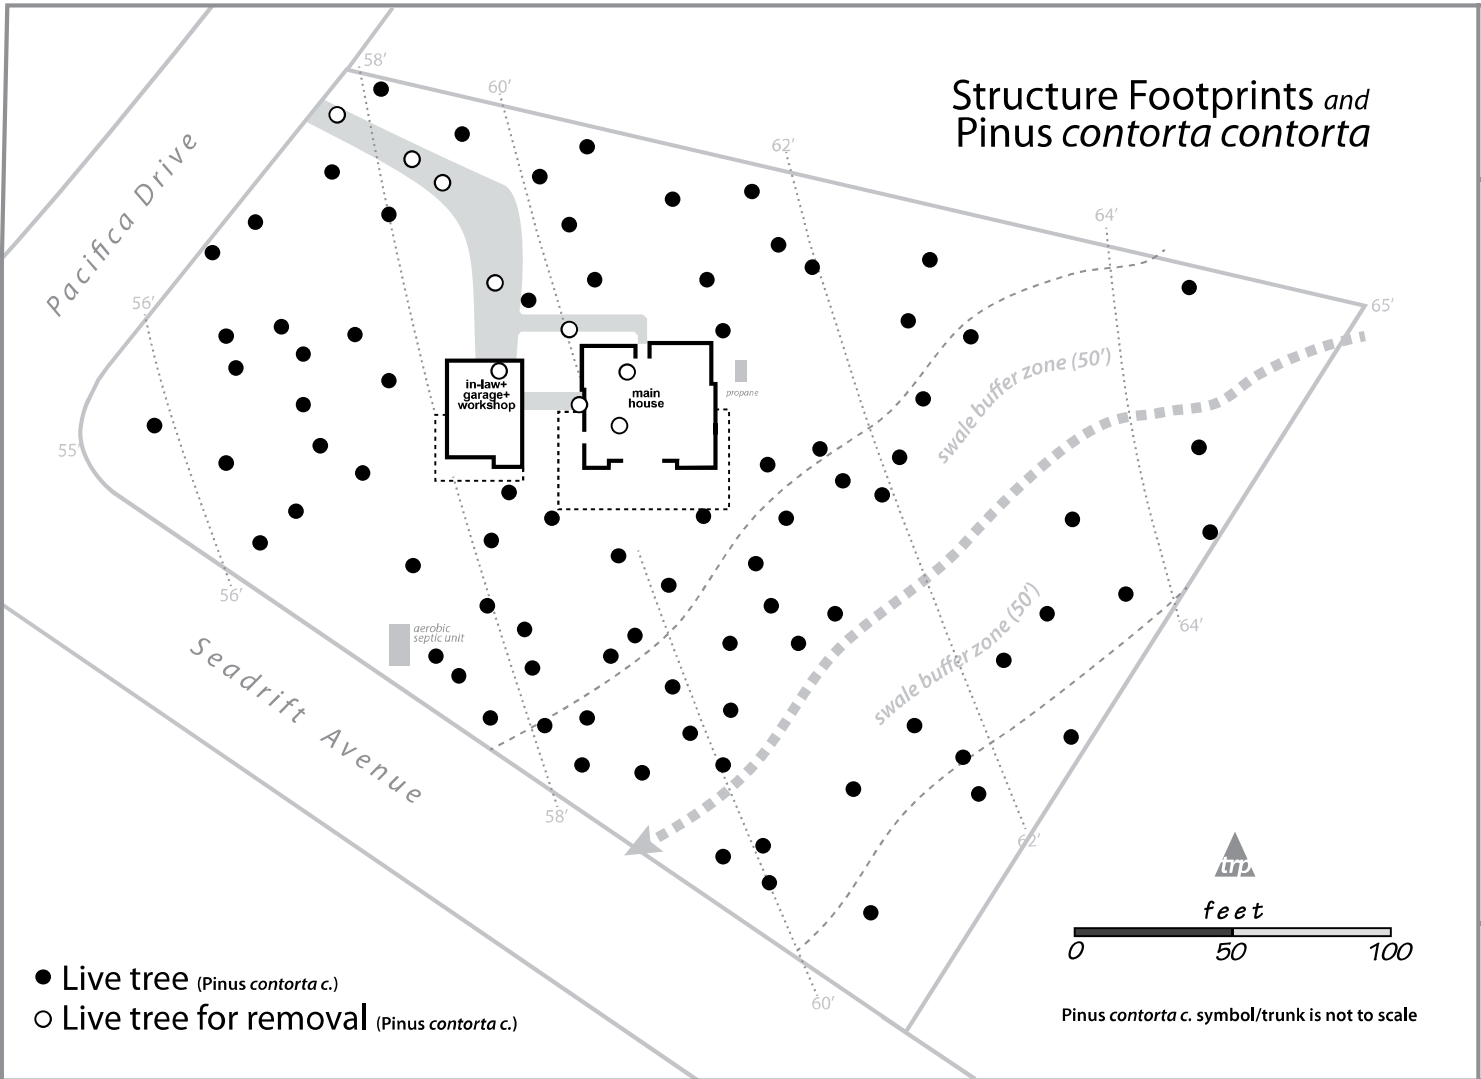 58’
60’
Structure Footprints and
Pinus contorta contorta
62’
Pacifica Drive
64’
56’
65’
swale buffer zone (50’)
in-law+
garage+
workshop
main
house
propane
55’
swale buffer zone (50’)
56’
64’
aerobic
septic unit
Seadrift Avenue
58’
62’
trp
feet
0 50 100
Live tree (Pinus contorta c.)
60’
Live tree for removal (Pinus contorta c.)
Pinus contorta c. symbol/trunk is not to scale